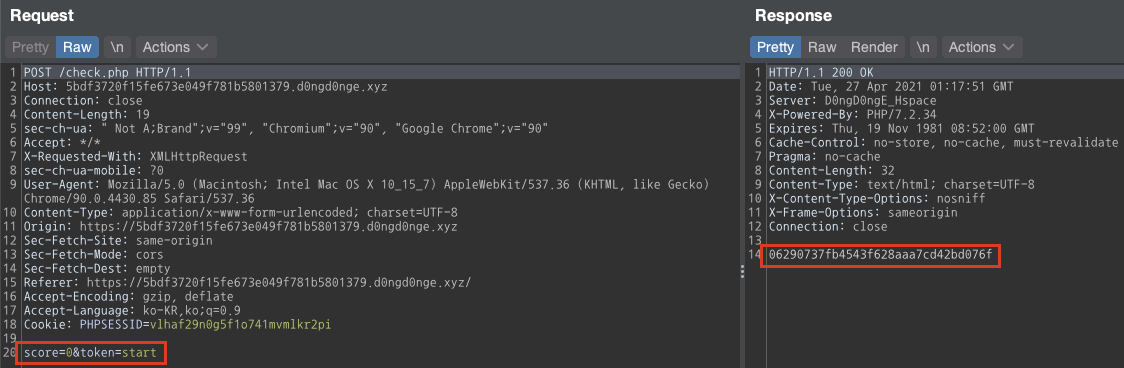 Request
Pretty Raw \n Actions
1 POST /check.php HTTP/1.1
2 Host: 5bdf3720f15fe673e049f781b5801379.d0ngd0nge.xyz
3 Connection: close
4 Content-Length: 19
5 sec-ch-ua: " Not A;Brand";v="99", "Chromium";v="90", "Google Chrome";v="90"
6 Accept: */*
7 X-Requested-With: XMLHttpRequest
8 sec-ch-ua-mobile: ?0
9 User-Agent: Mozilla/5.0 (Macintosh; Intel Mac OS X 10_15_7) AppleWebKit/537.36 (KHTML, like Gecko)
Chrome/90.0.4430.85 Safari/537.36
10 Content-Type: application/x-www-form-urlencoded; charset=UTF-8
11 Origin: https://5bdf3720f15fe673e049f781b5801379.d0ngd0nge.xyz
12 Sec-Fetch-Site: same-origin
13 Sec-Fetch-Mode: cors
14 Sec-Fetch-Dest: empty
15 Referer: https://5bdf3720f15fe673e049f781b5801379.d0ngd0nge.xyz/
16 Accept-Encoding: gzip, deflate
17 Accept-Language: ko-KR,ko;q=0.9
18 Cookie: PHPSESSID=vlhaf29n0g5f1o741mvmlkr2pi
19
20 score=0&token=start
Response
Pretty Raw Render \n Actions
1 HTTP/1.1 200 OK
2 Date: Tue, 27 Apr 2021 01:17:51 GMT
3 Server: D0ngD0ngE_Hspace
4 X-Powered-By: PHP/7.2.34
5 Expires: Thu, 19 Nov 1981 08:52:00 GMT
6 Cache-Control: no-store, no-cache, must-revalidate
7 Pragma: no-cache
8 Content-Length: 32
9 Content-Type: text/html; charset=UTF-8
10 X-Content-Type-Options: nosniff
11 X-Frame-Options: sameorigin
12 Connection: close
13
14 06290737fb4543f628aaa7cd42bd076f